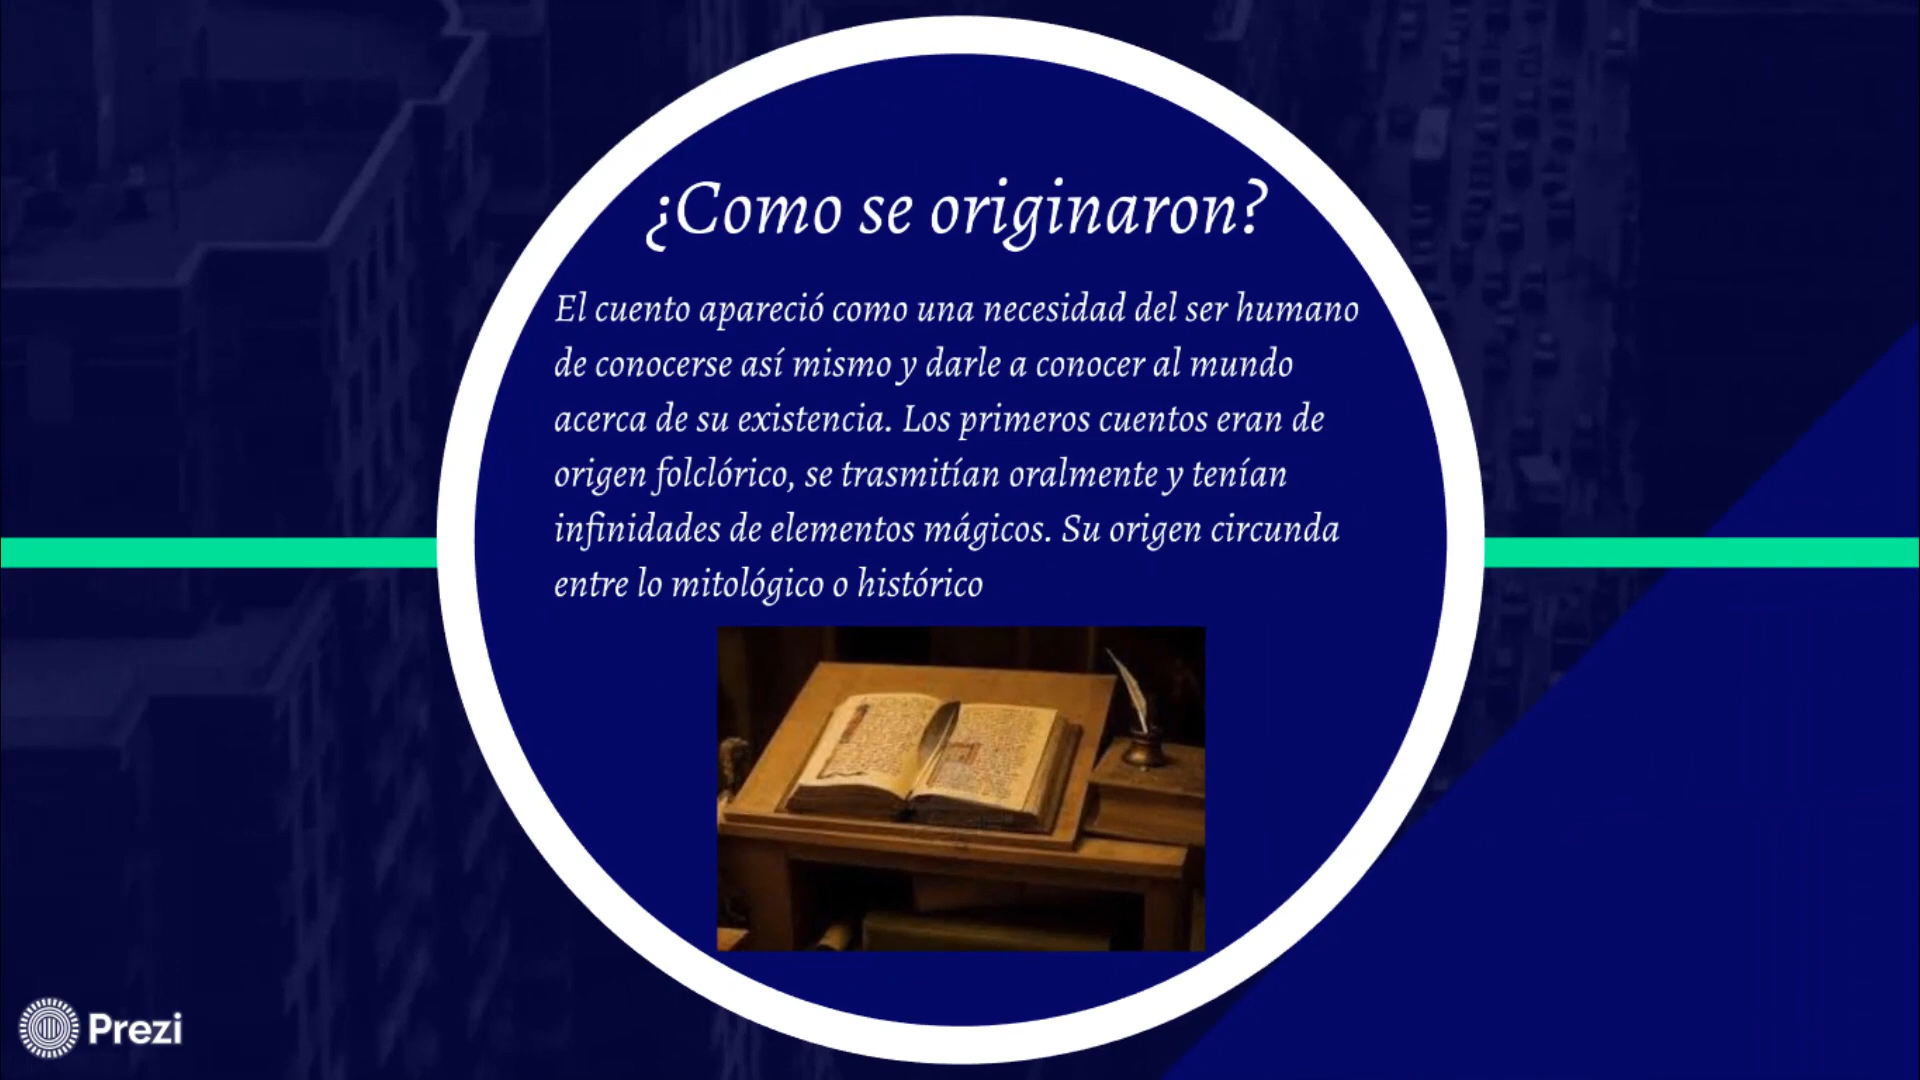 ¿Como se originaron?
El cuento apareció como una necesidad del ser humano
de conocerse así mismo y darle a conocer al mundo
acerca de su existencia. Los primeros cuentos eran de
origen folclórico, se trasmitían oralmente y tenían
infinidades de elementos mágicos. Su origen circunda
entre lo mitológico o histórico
Prezi